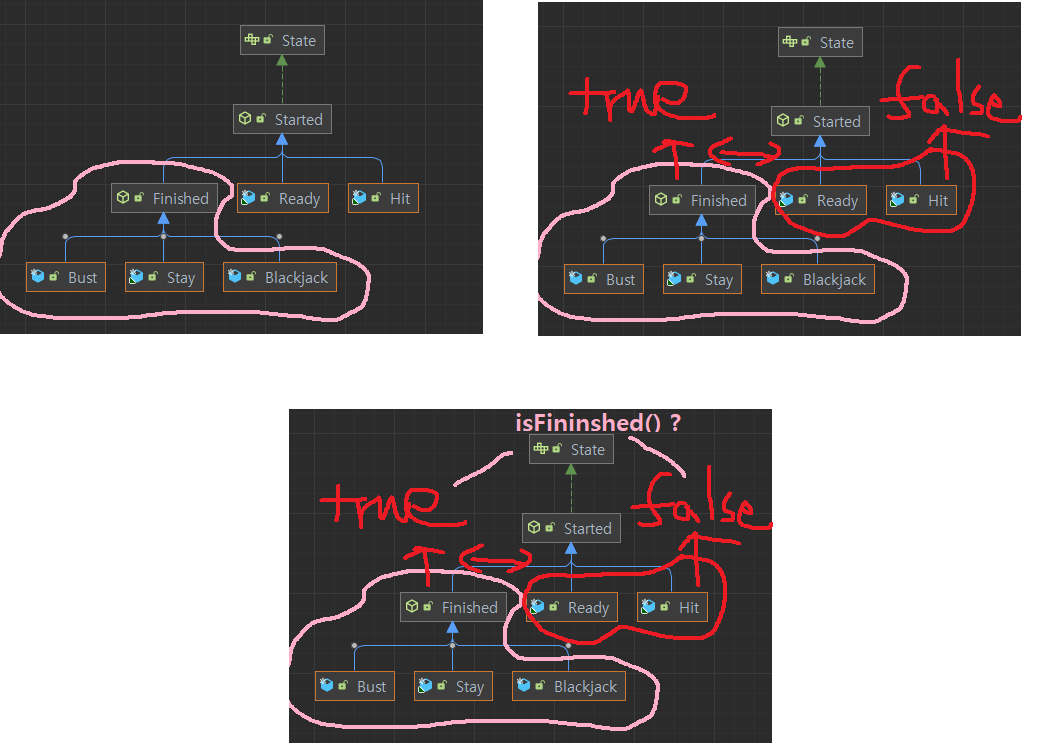 State
Started
Finished
Ready
Hit
Bust
Stay
Blackjack
State
true
false
Started
Finished
Ready
Hit
Bust
Stay
Blackjack
isFininshed() ?
State
true
false
Started
Finished
Ready
Hit
Bust
Stay
Blackjack